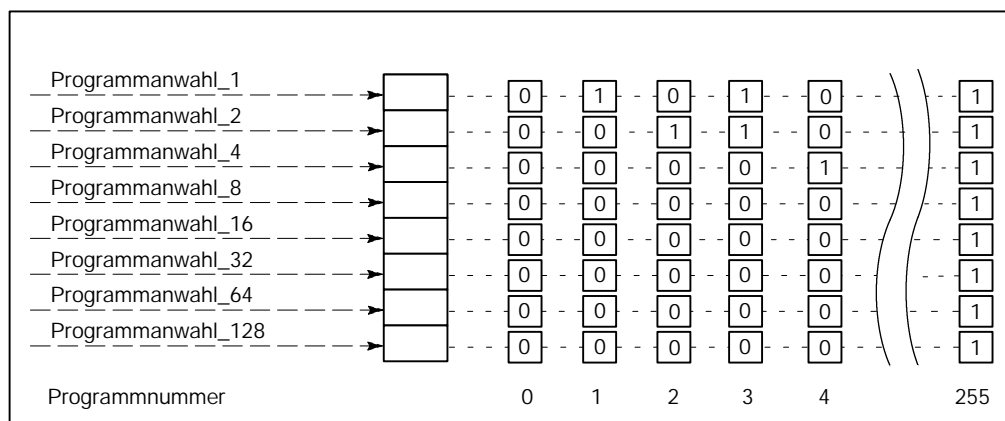 Programmanwahl_1 0 1 0 1 0 1
Programmanwahl_2 0 0 1 1 0 1
Programmanwahl_4 0 0 0 0 1 1
Programmanwahl_8 0 0 0 0 0 1
Programmanwahl_16 0 0 0 0 0 1
Programmanwahl_32 0 0 0 0 0 1
Programmanwahl_64 0 0 0 0 0 1
Programmanwahl_128 0 0 0 0 0 1
Programmnummer 0 1 2 3 4 255